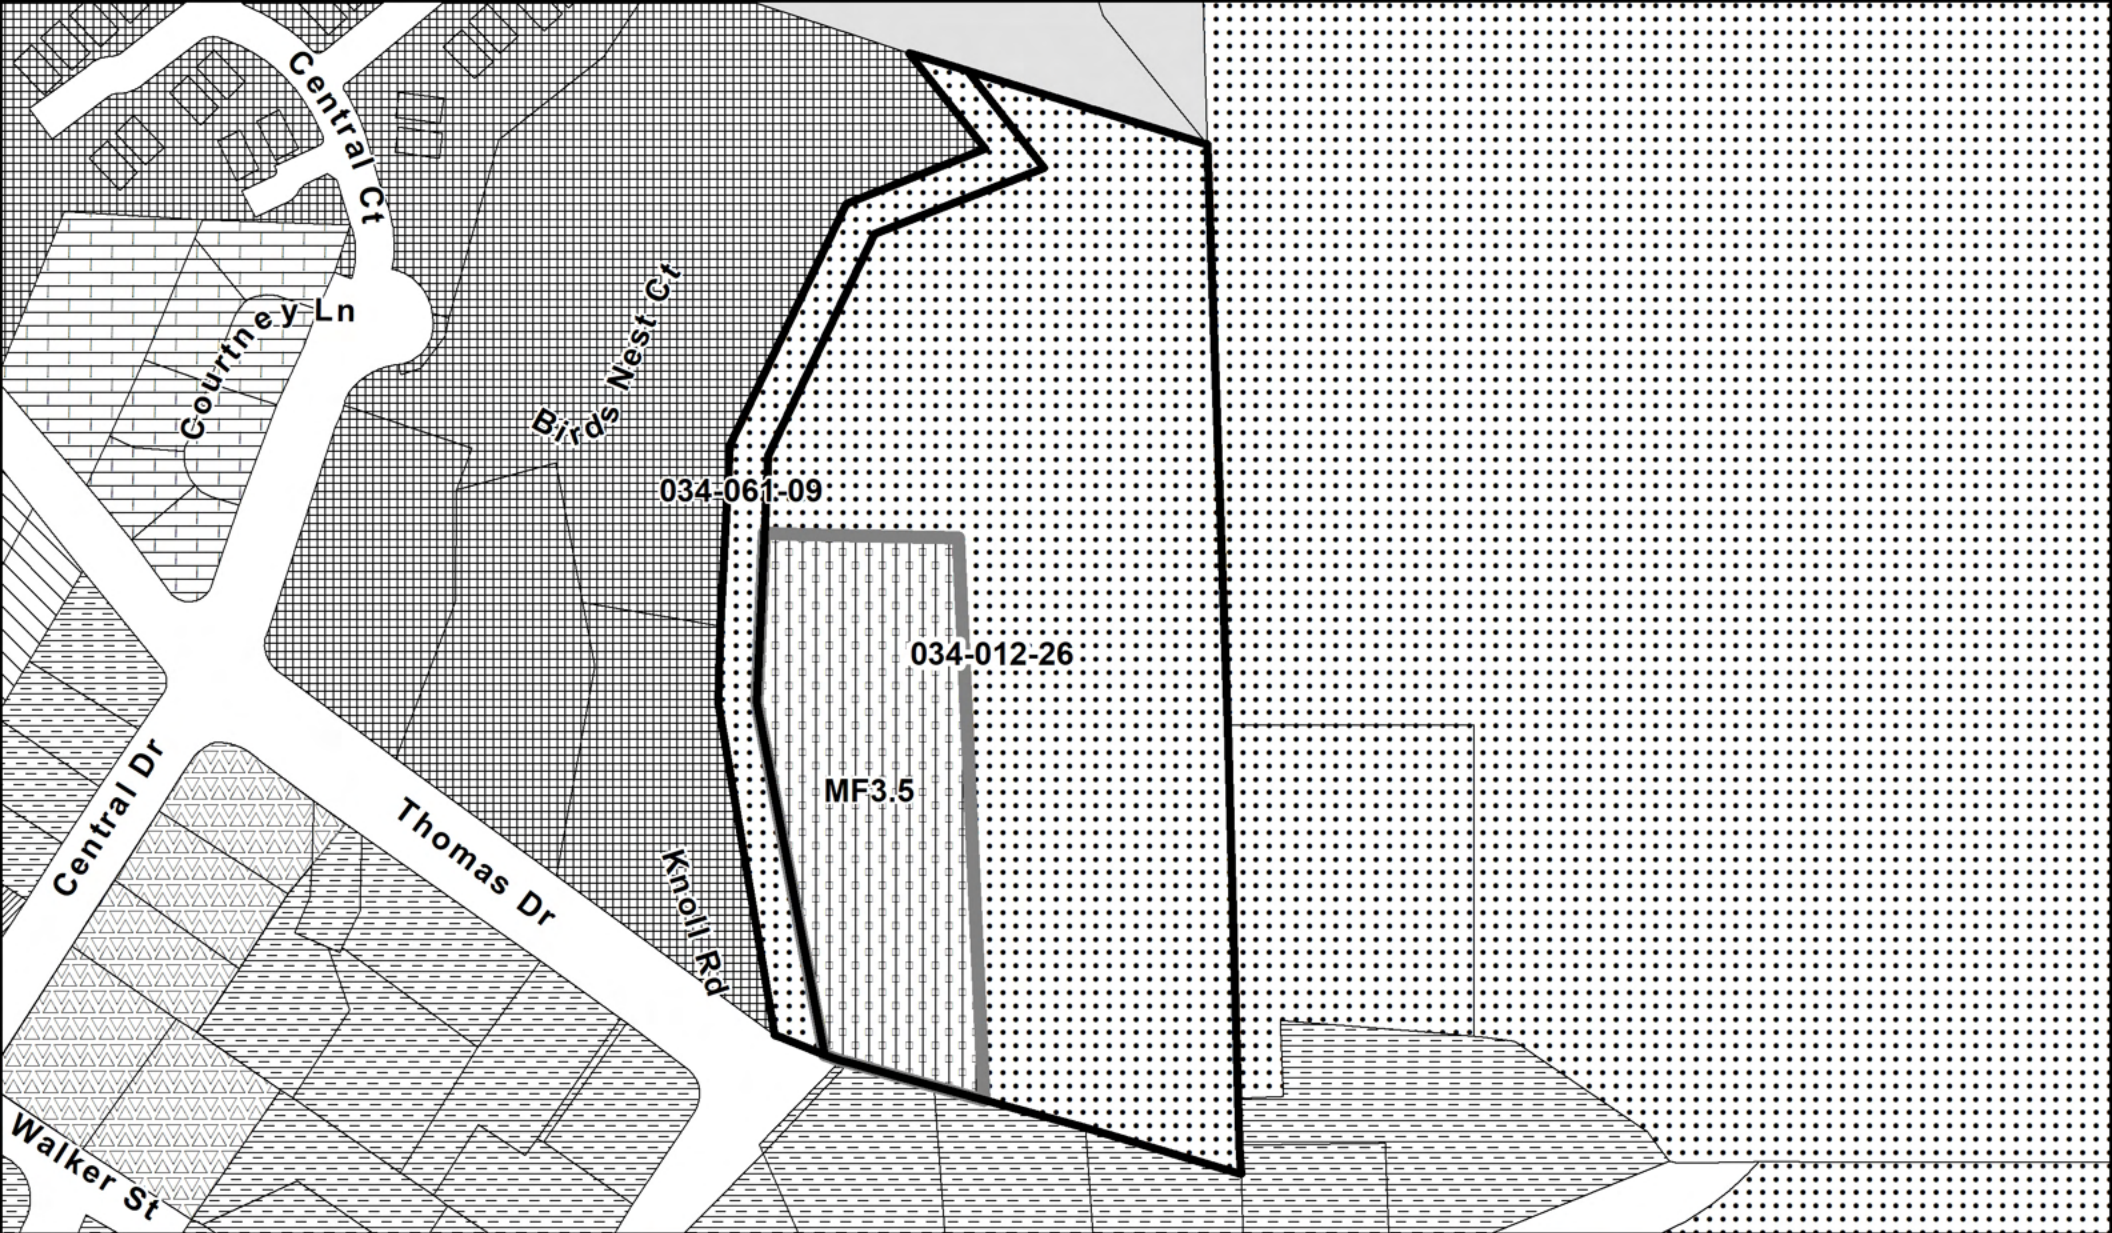 Central Ct
Courtney Ln
Birds Nest Ct
034-061-09
034-012-26
MF3.5
Central Dr
Thomas Dr
Knoll Rd
Walker St